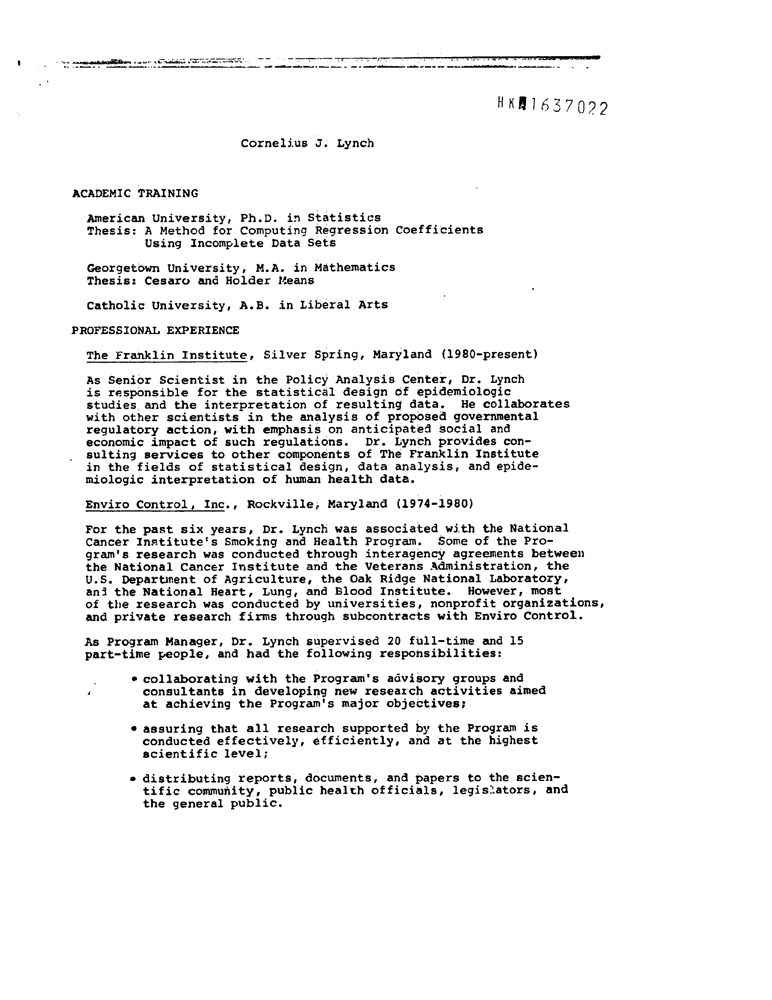 HKA1637022
Cornelius J. Lynch
ACADEMIC TRAINING
American University, Ph.D. in Statistics
Thesis: A Method for Computing Regression Coefficients
Using Incomplete Data Sets
Georgetown University, M.A. in Mathematics
Thesis: Cesaro and Holder Means
Catholic University, A.B. in Liberal Arts
PROFESSIONAL EXPERIENCE
The Franklin Institute, Silver Spring, Maryland (1980-present)
As Senior Scientist in the Policy Analysis Center, Dr. Lynch
is responsible for the statistical design of epidemiologic
studies and the interpretation of resulting data. He collaborates
with other scientists in the analysis of proposed governmental
regulatory action, with emphasis on anticipated social and
economic impact of such regulations. Dr. Lynch provides con-
sulting services to other components of The Franklin Institute
in the fields of statistical design, data analysis, and epide-
miologic interpretation of human health data.
Enviro Control, Inc., Rockville, Maryland (1974-1980)
For the past six years, Dr. Lynch was associated with the National
Cancer Institute's Smoking and Health Program. Some of the Pro-
gram's research was conducted through interagency agreements between
the National Cancer Institute and the Veterans Administration, the
U.S. Department of Agriculture, the Oak Ridge National Laboratory,
and the National Heart, Lung, and Blood Institute. However, most
of the research was conducted by universities, nonprofit organizations,
and private research firms through subcontracts with Enviro Control.
As Program Manager, Dr. Lynch supervised 20 full-time and 15
part-time people, and had the following responsibilities:
• collaborating with the Program's advisory groups and
consultants in developing new research activities aimed
at achieving the Program's major objectives;
• assuring that all research supported by the Program is
conducted effectively, efficiently, and at the highest
scientific level;
• distributing reports, documents, and papers to the scien-
tific community, public health officials, legislators, and
the general public.